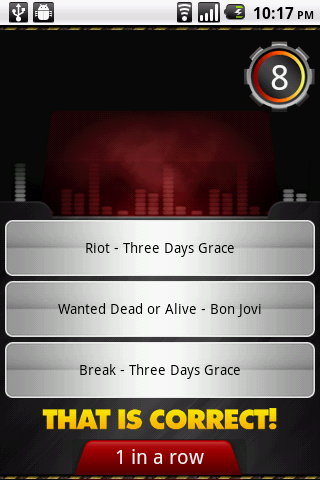 10:17 PM
8
Riot - Three Days Grace
Wanted Dead or Alive - Bon Jovi
Break - Three Days Grace
THAT IS CORRECT!
1 in a row